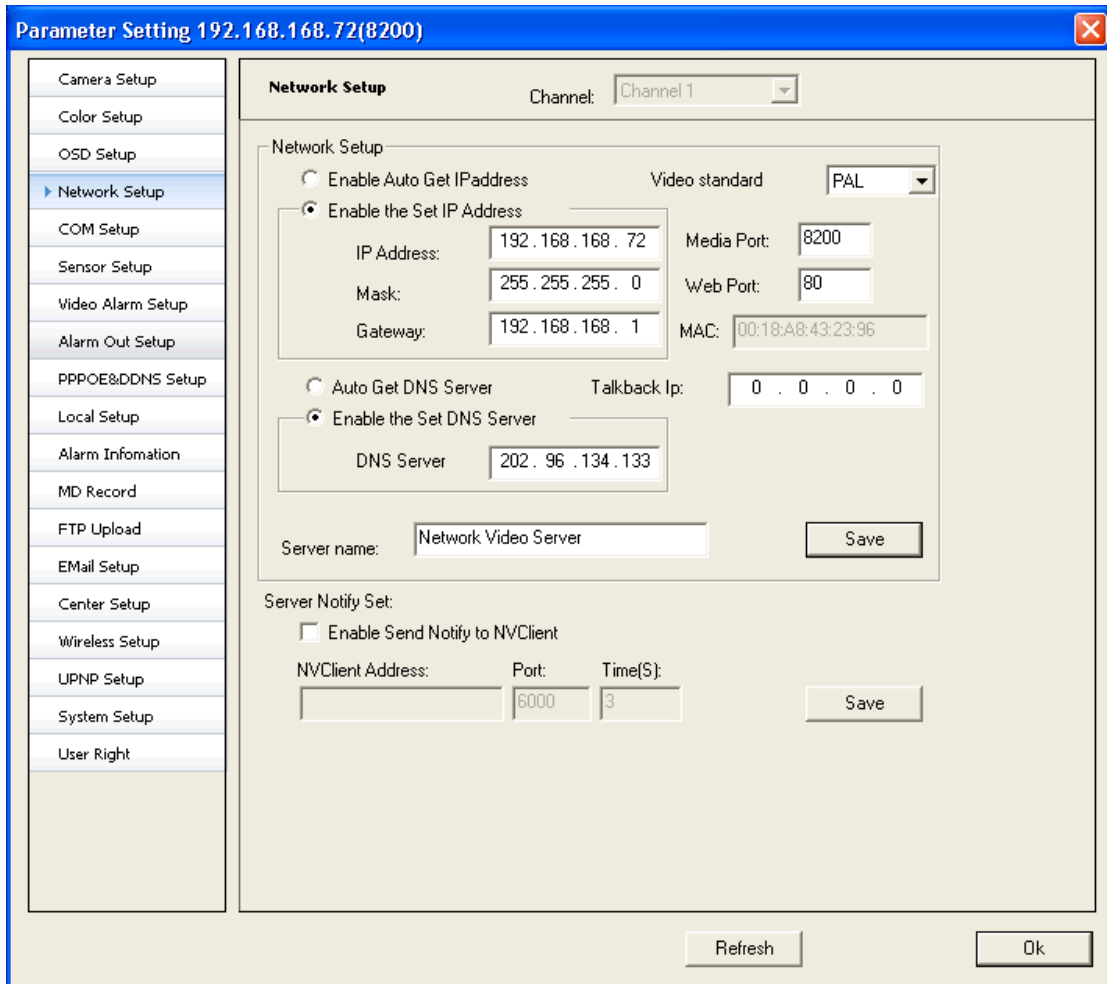 Parameter Setting 192.168.168.72(8200)
Camera Setup
Color Setup
OSD Setup
Network Setup
COM Setup
Sensor Setup
Video Alarm Setup
Alarm Out Setup
PPPOE&DDNS Setup
Local Setup
Alarm Infomation
MD Record
FTP Upload
EMail Setup
Center Setup
Wireless Setup
UPNP Setup
System Setup
User Right
Network Setup
Channel: Channel 1
Network Setup
Enable Auto Get IPaddress
Video standard PAL
Enable the Set IP Address
IP Address: 192.168.168. 72
Media Port: 8200
Mask: 255.255.255. 0
Web Port: 80
Gateway: 192.168.168. 1
MAC: 00:18:A8:43:23:96
Auto Get DNS Server
Talkback Ip: 0 . 0 . 0 . 0
Enable the Set DNS Server
DNS Server 202. 96 .134.133
Server name: Network Video Server
Save
Server Notify Set:
Enable Send Notify to NVClient
NVClient Address: Port: Time(S):
6000 3
Save
Refresh Ok